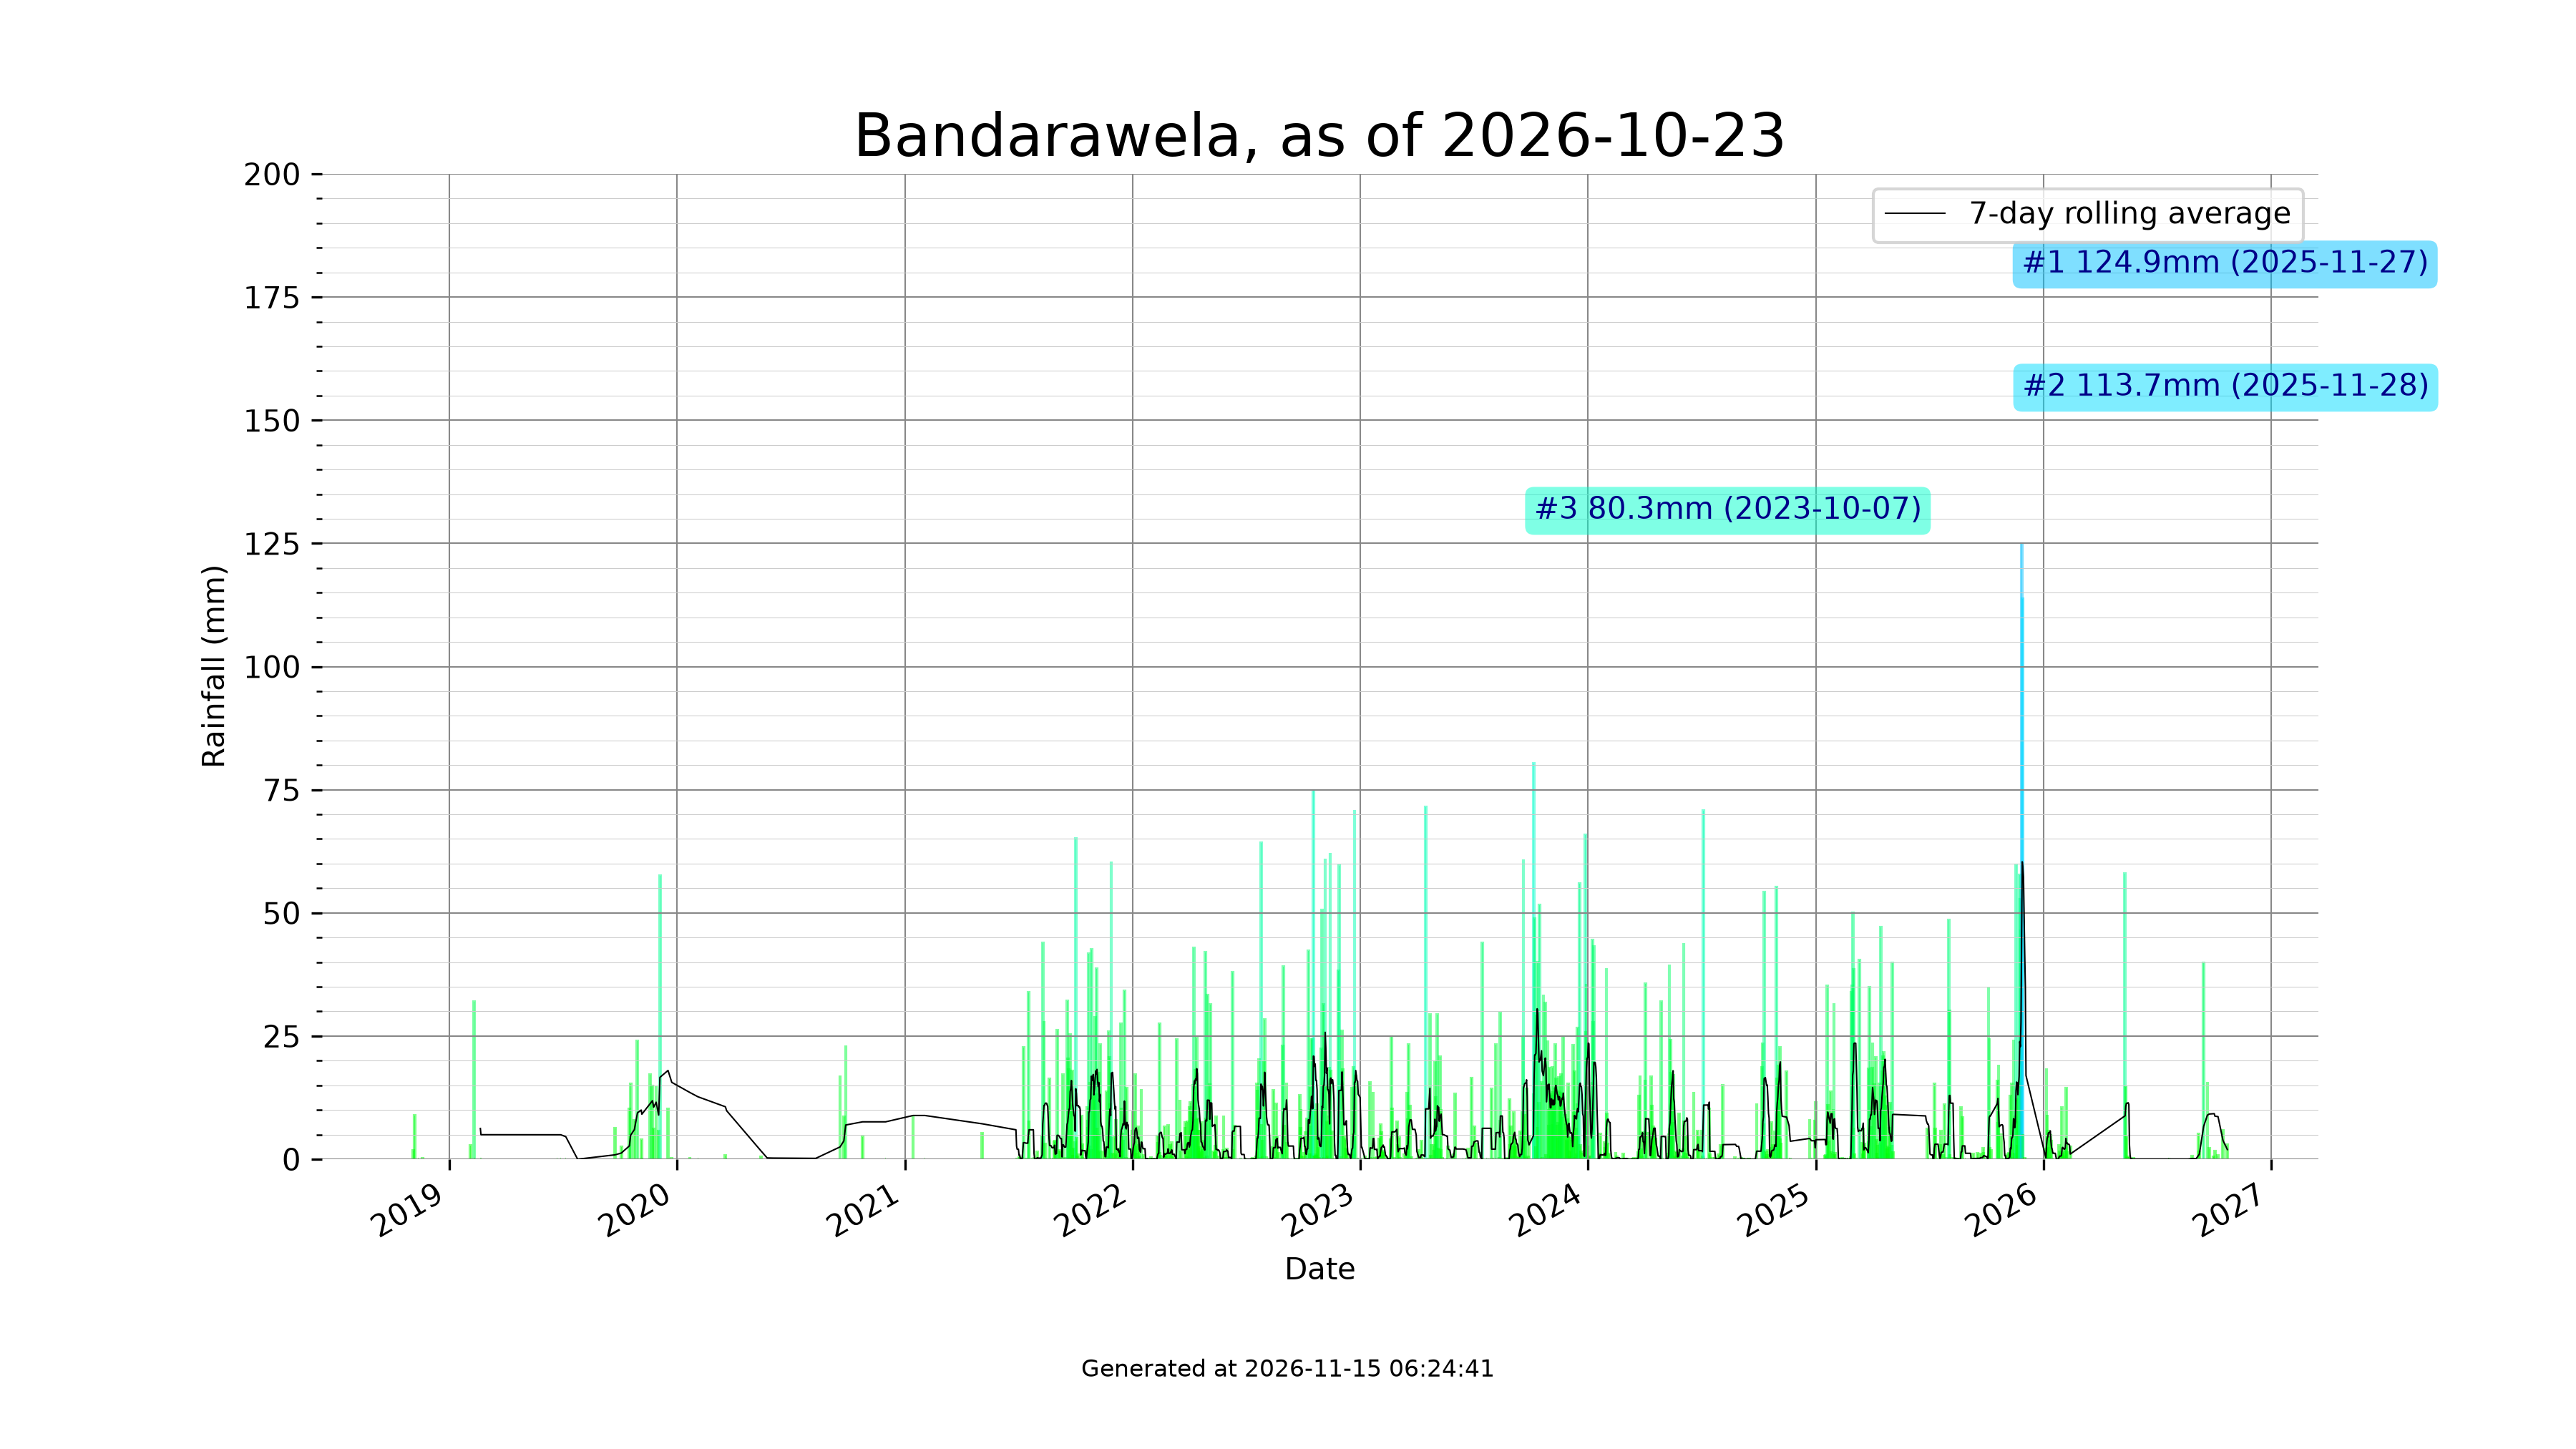 Bandarawela, as of 2026-10-23
200
175
150
125
100
75
50
25
0
Rainfall (mm)
7-day rolling average
#1 124.9mm (2025-11-27)
#2 113.7mm (2025-11-28)
#3 80.3mm (2023-10-07)
2019
2020
2021
2022
2023
2024
2025
2026
2027
Date
Generated at 2026-11-15 06:24:41